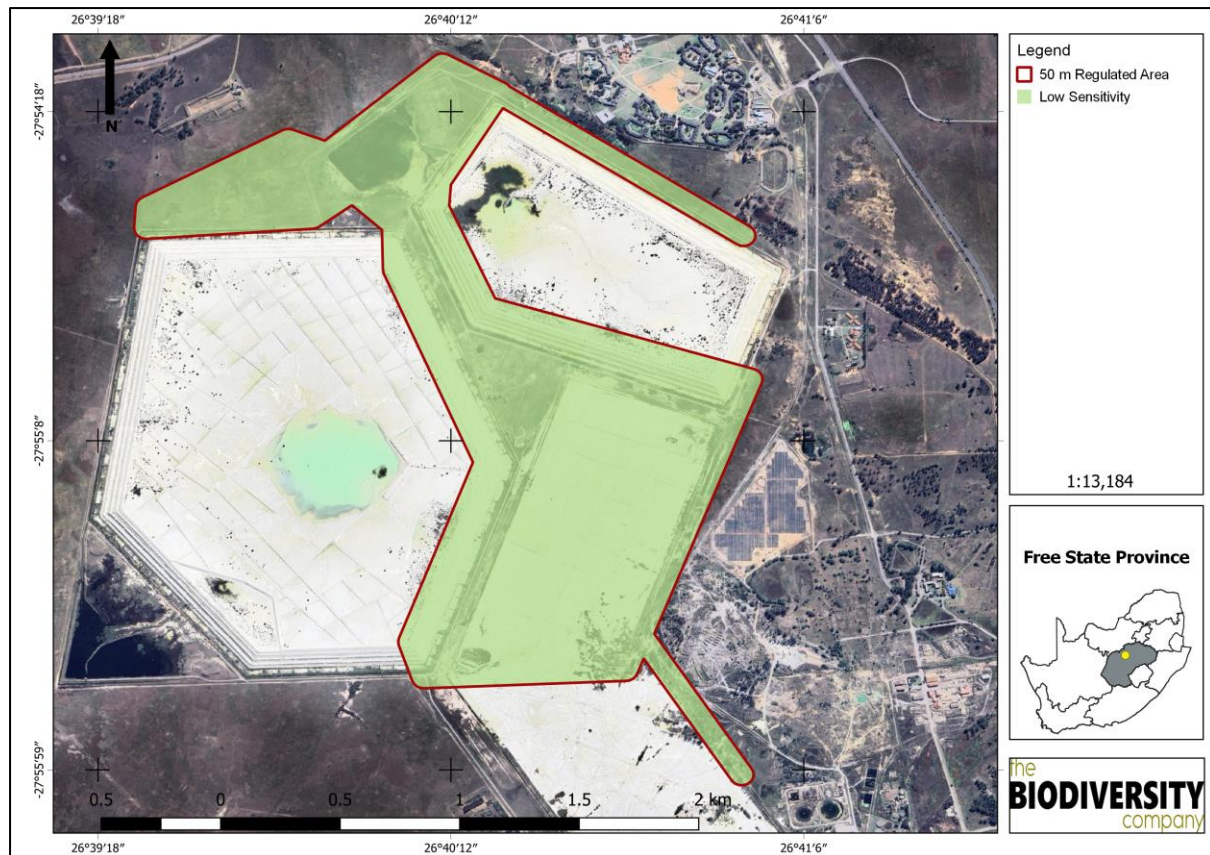 26°39′18″ 26°40′12″ 26°41′6″
-27°54′18″
-27°55′8″
-27°55′59″
N
0.5 0 0.5 1 1.5 2 km
26°39′18″ 26°40′12″ 26°41′6″
Legend
50 m Regulated Area
Low Sensitivity
1:13,184
Free State Province
the
BIODIVERSITY
company